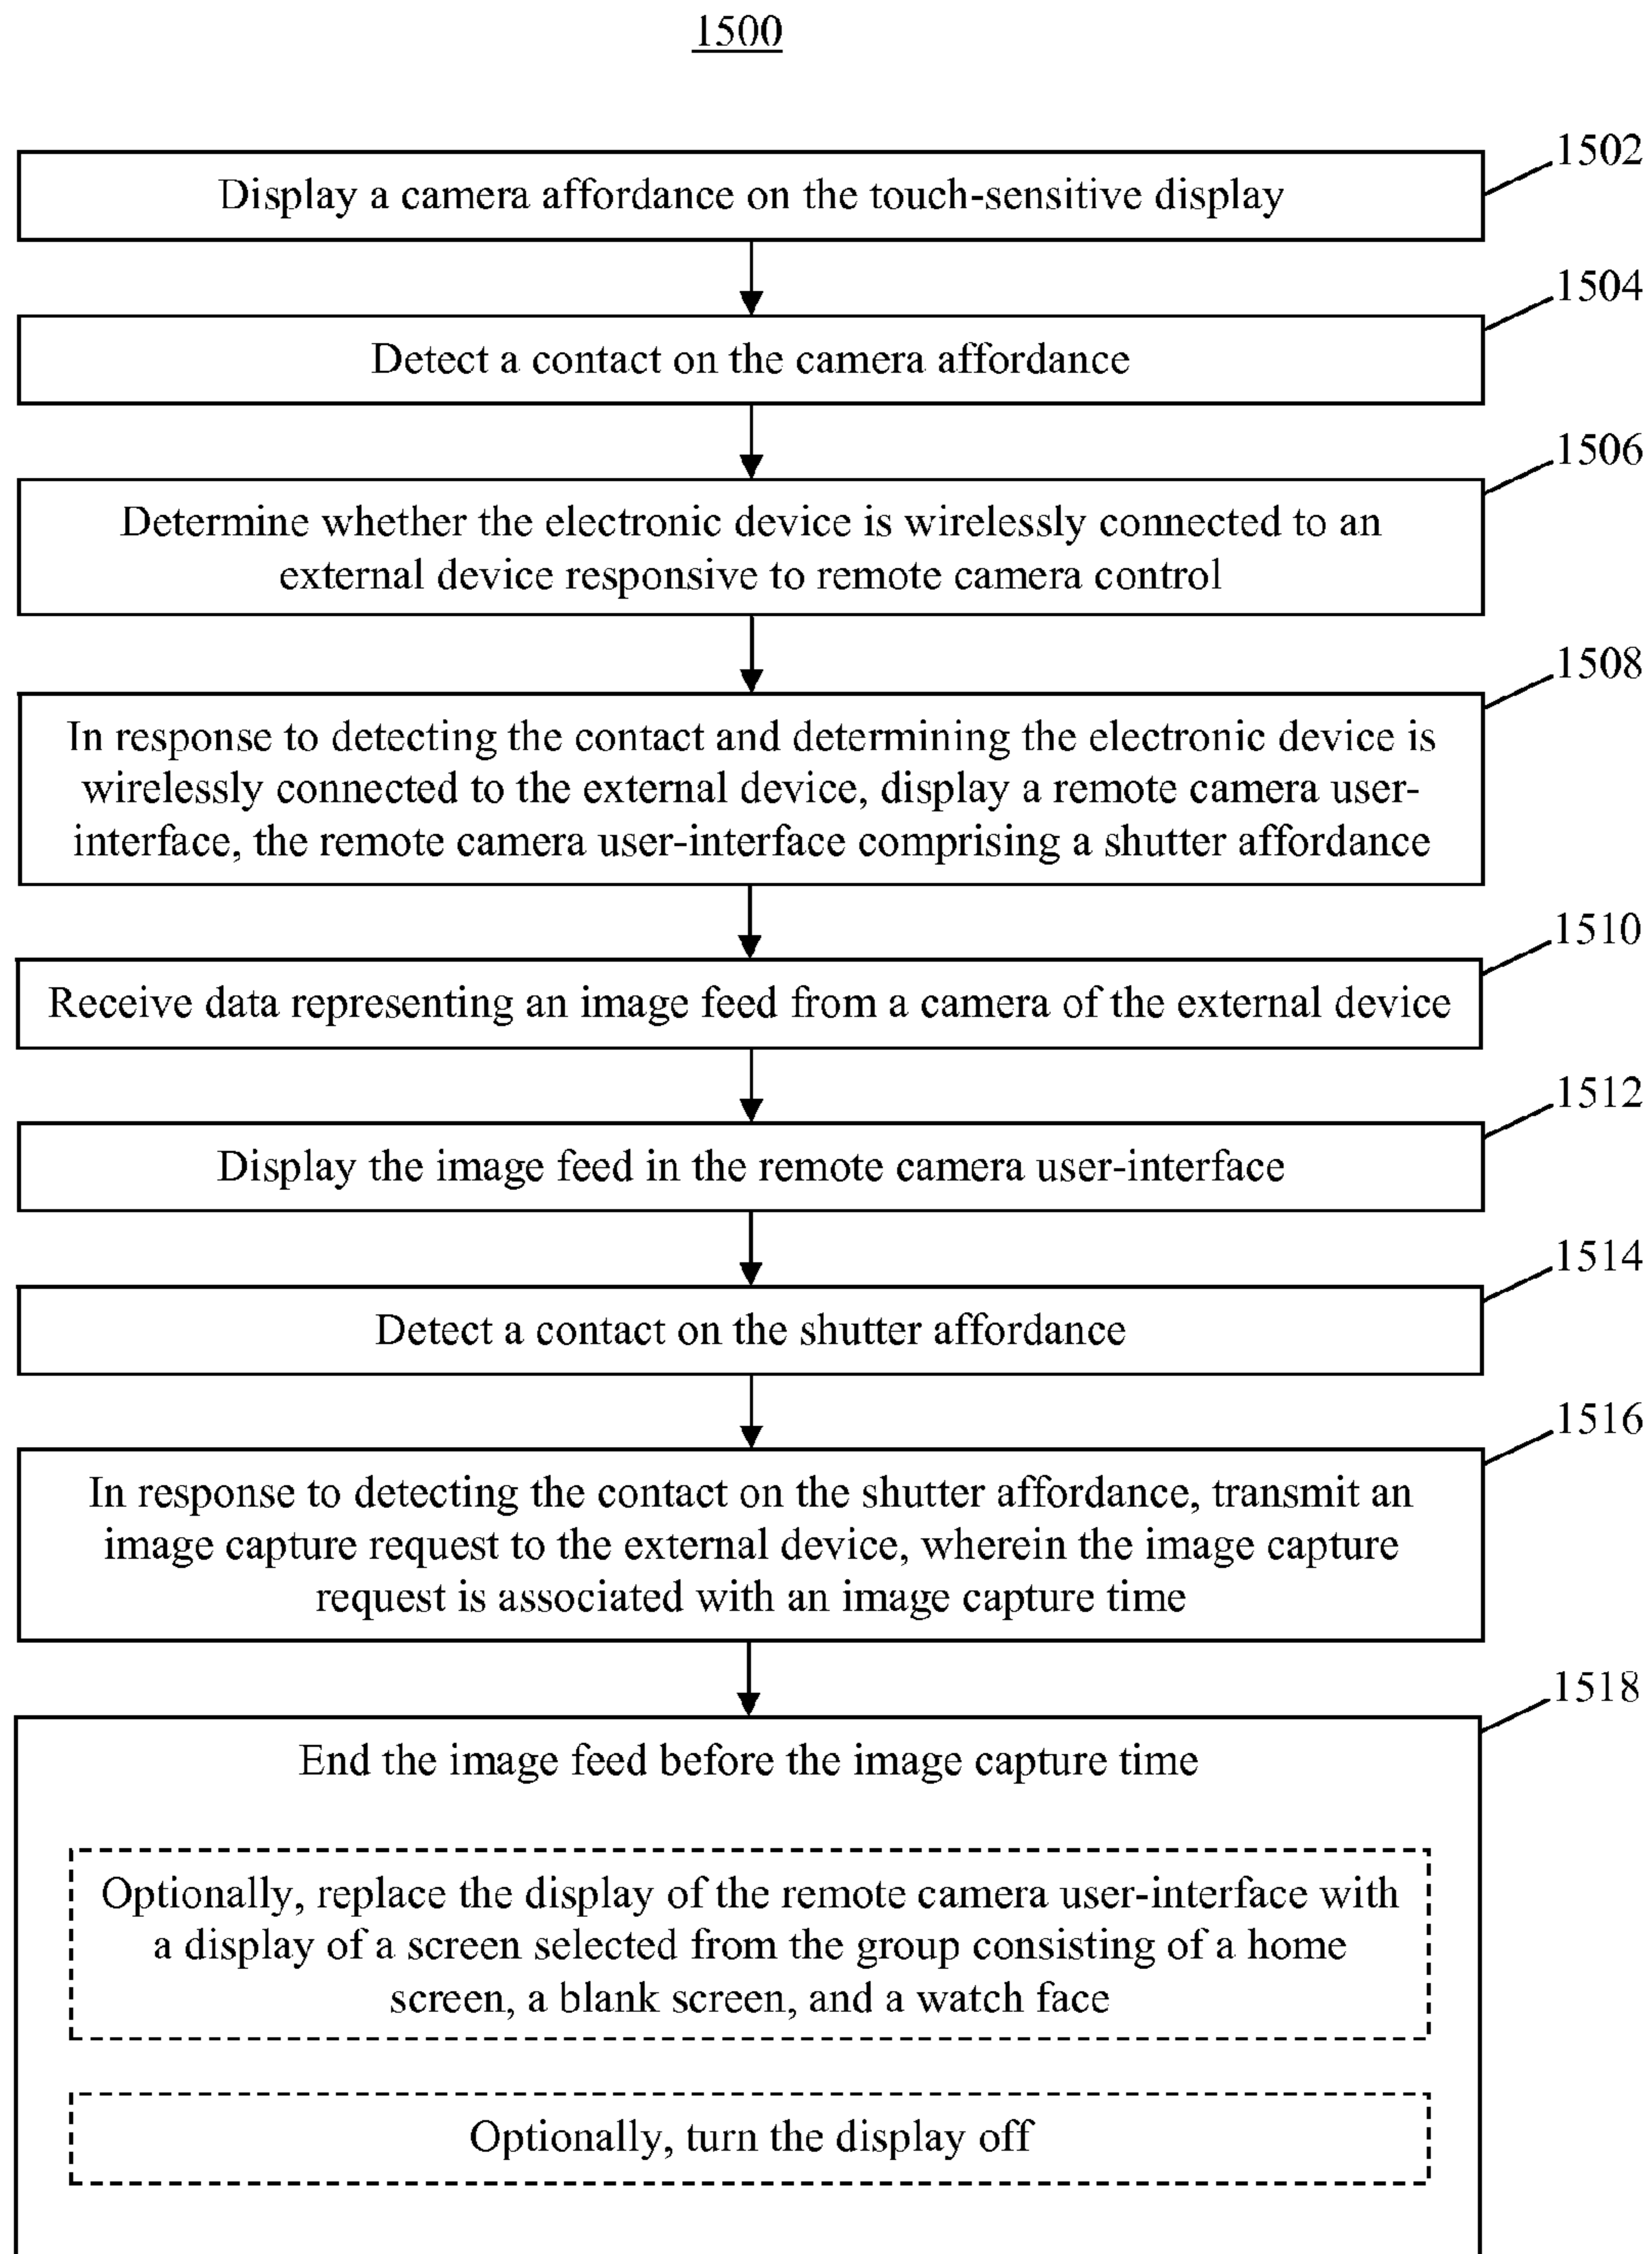 1500
1502
Display a camera affordance on the touch-sensitive display
1504
Detect a contact on the camera affordance
1506
Determine whether the electronic device is wirelessly connected to an
external device responsive to remote camera control
1508
In response to detecting the contact and determining the electronic device is
wirelessly connected to the external device, display a remote camera user-
interface, the remote camera user-interface comprising a shutter affordance
1510
Receive data representing an image feed from a camera of the external device
1512
Display the image feed in the remote camera user-interface
1514
Detect a contact on the shutter affordance
1516
In response to detecting the contact on the shutter affordance, transmit an
image capture request to the external device, wherein the image capture
request is associated with an image capture time
1518
End the image feed before the image capture time
Optionally, replace the display of the remote camera user-interface with
a display of a screen selected from the group consisting of a home
screen, a blank screen, and a watch face
Optionally, turn the display off